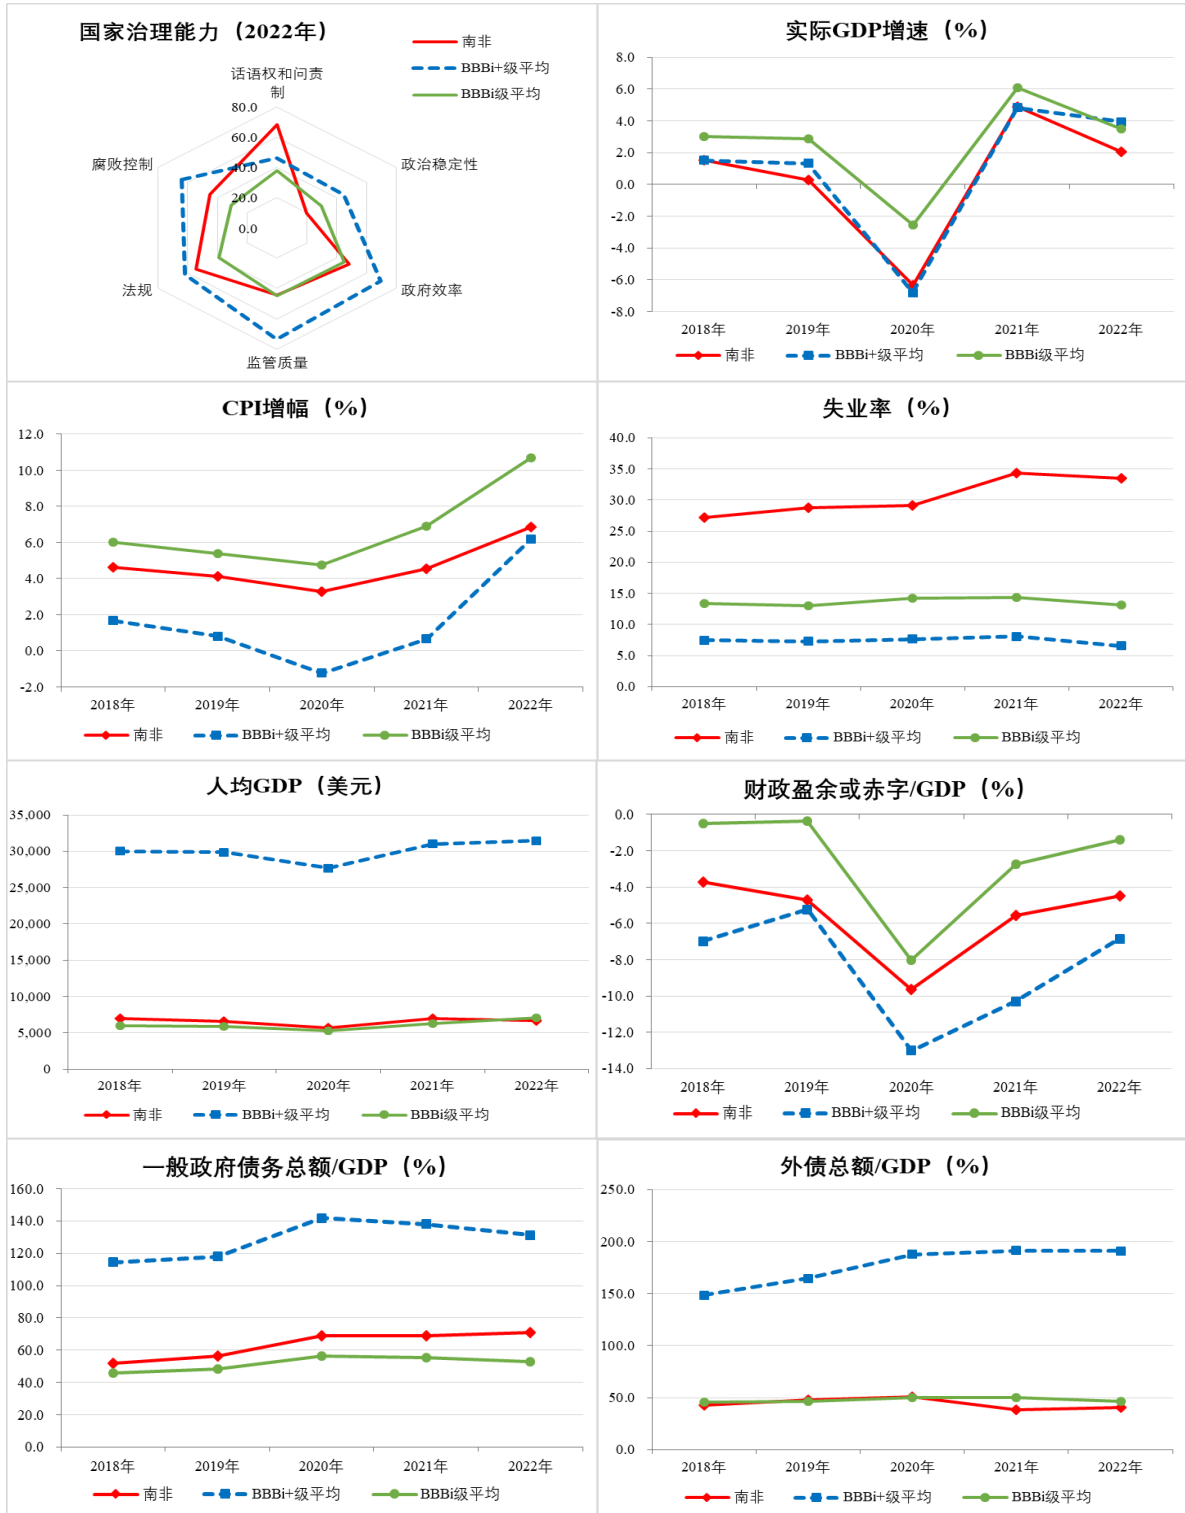 国家治理能力（2022年）
南非
BBBi+级平均
BBBi级平均
话语权和问责
制
80.0
60.0
40.0
20.0
0.0
腐败控制
政治稳定性
法规
政府效率
监管质量
实际GDP增速（%）
8.0
6.0
4.0
2.0
0.0
-2.0
-4.0
-6.0
-8.0
2018年 2019年 2020年 2021年 2022年
南非 BBBi+级平均 BBBi级平均
CPI增幅（%）
12.0
10.0
8.0
6.0
4.0
2.0
0.0
-2.0
2018年 2019年 2020年 2021年 2022年
南非 BBBi+级平均 BBBi级平均
失业率（%）
40.0
35.0
30.0
25.0
20.0
15.0
10.0
5.0
0.0
2018年 2019年 2020年 2021年 2022年
南非 BBBi+级平均 BBBi级平均
人均GDP（美元）
35,000
30,000
25,000
20,000
15,000
10,000
5,000
0
2018年 2019年 2020年 2021年 2022年
南非 BBBi+级平均 BBBi级平均
财政盈余或赤字/GDP（%）
0.0
-2.0
-4.0
-6.0
-8.0
-10.0
-12.0
-14.0
2018年 2019年 2020年 2021年 2022年
南非 BBBi+级平均 BBBi级平均
一般政府债务总额/GDP（%）
160.0
140.0
120.0
100.0
80.0
60.0
40.0
20.0
0.0
2018年 2019年 2020年 2021年 2022年
南非 BBBi+级平均 BBBi级平均
外债总额/GDP（%）
250.0
200.0
150.0
100.0
50.0
0.0
2018年 2019年 2020年 2021年 2022年
南非 BBBi+级平均 BBBi级平均